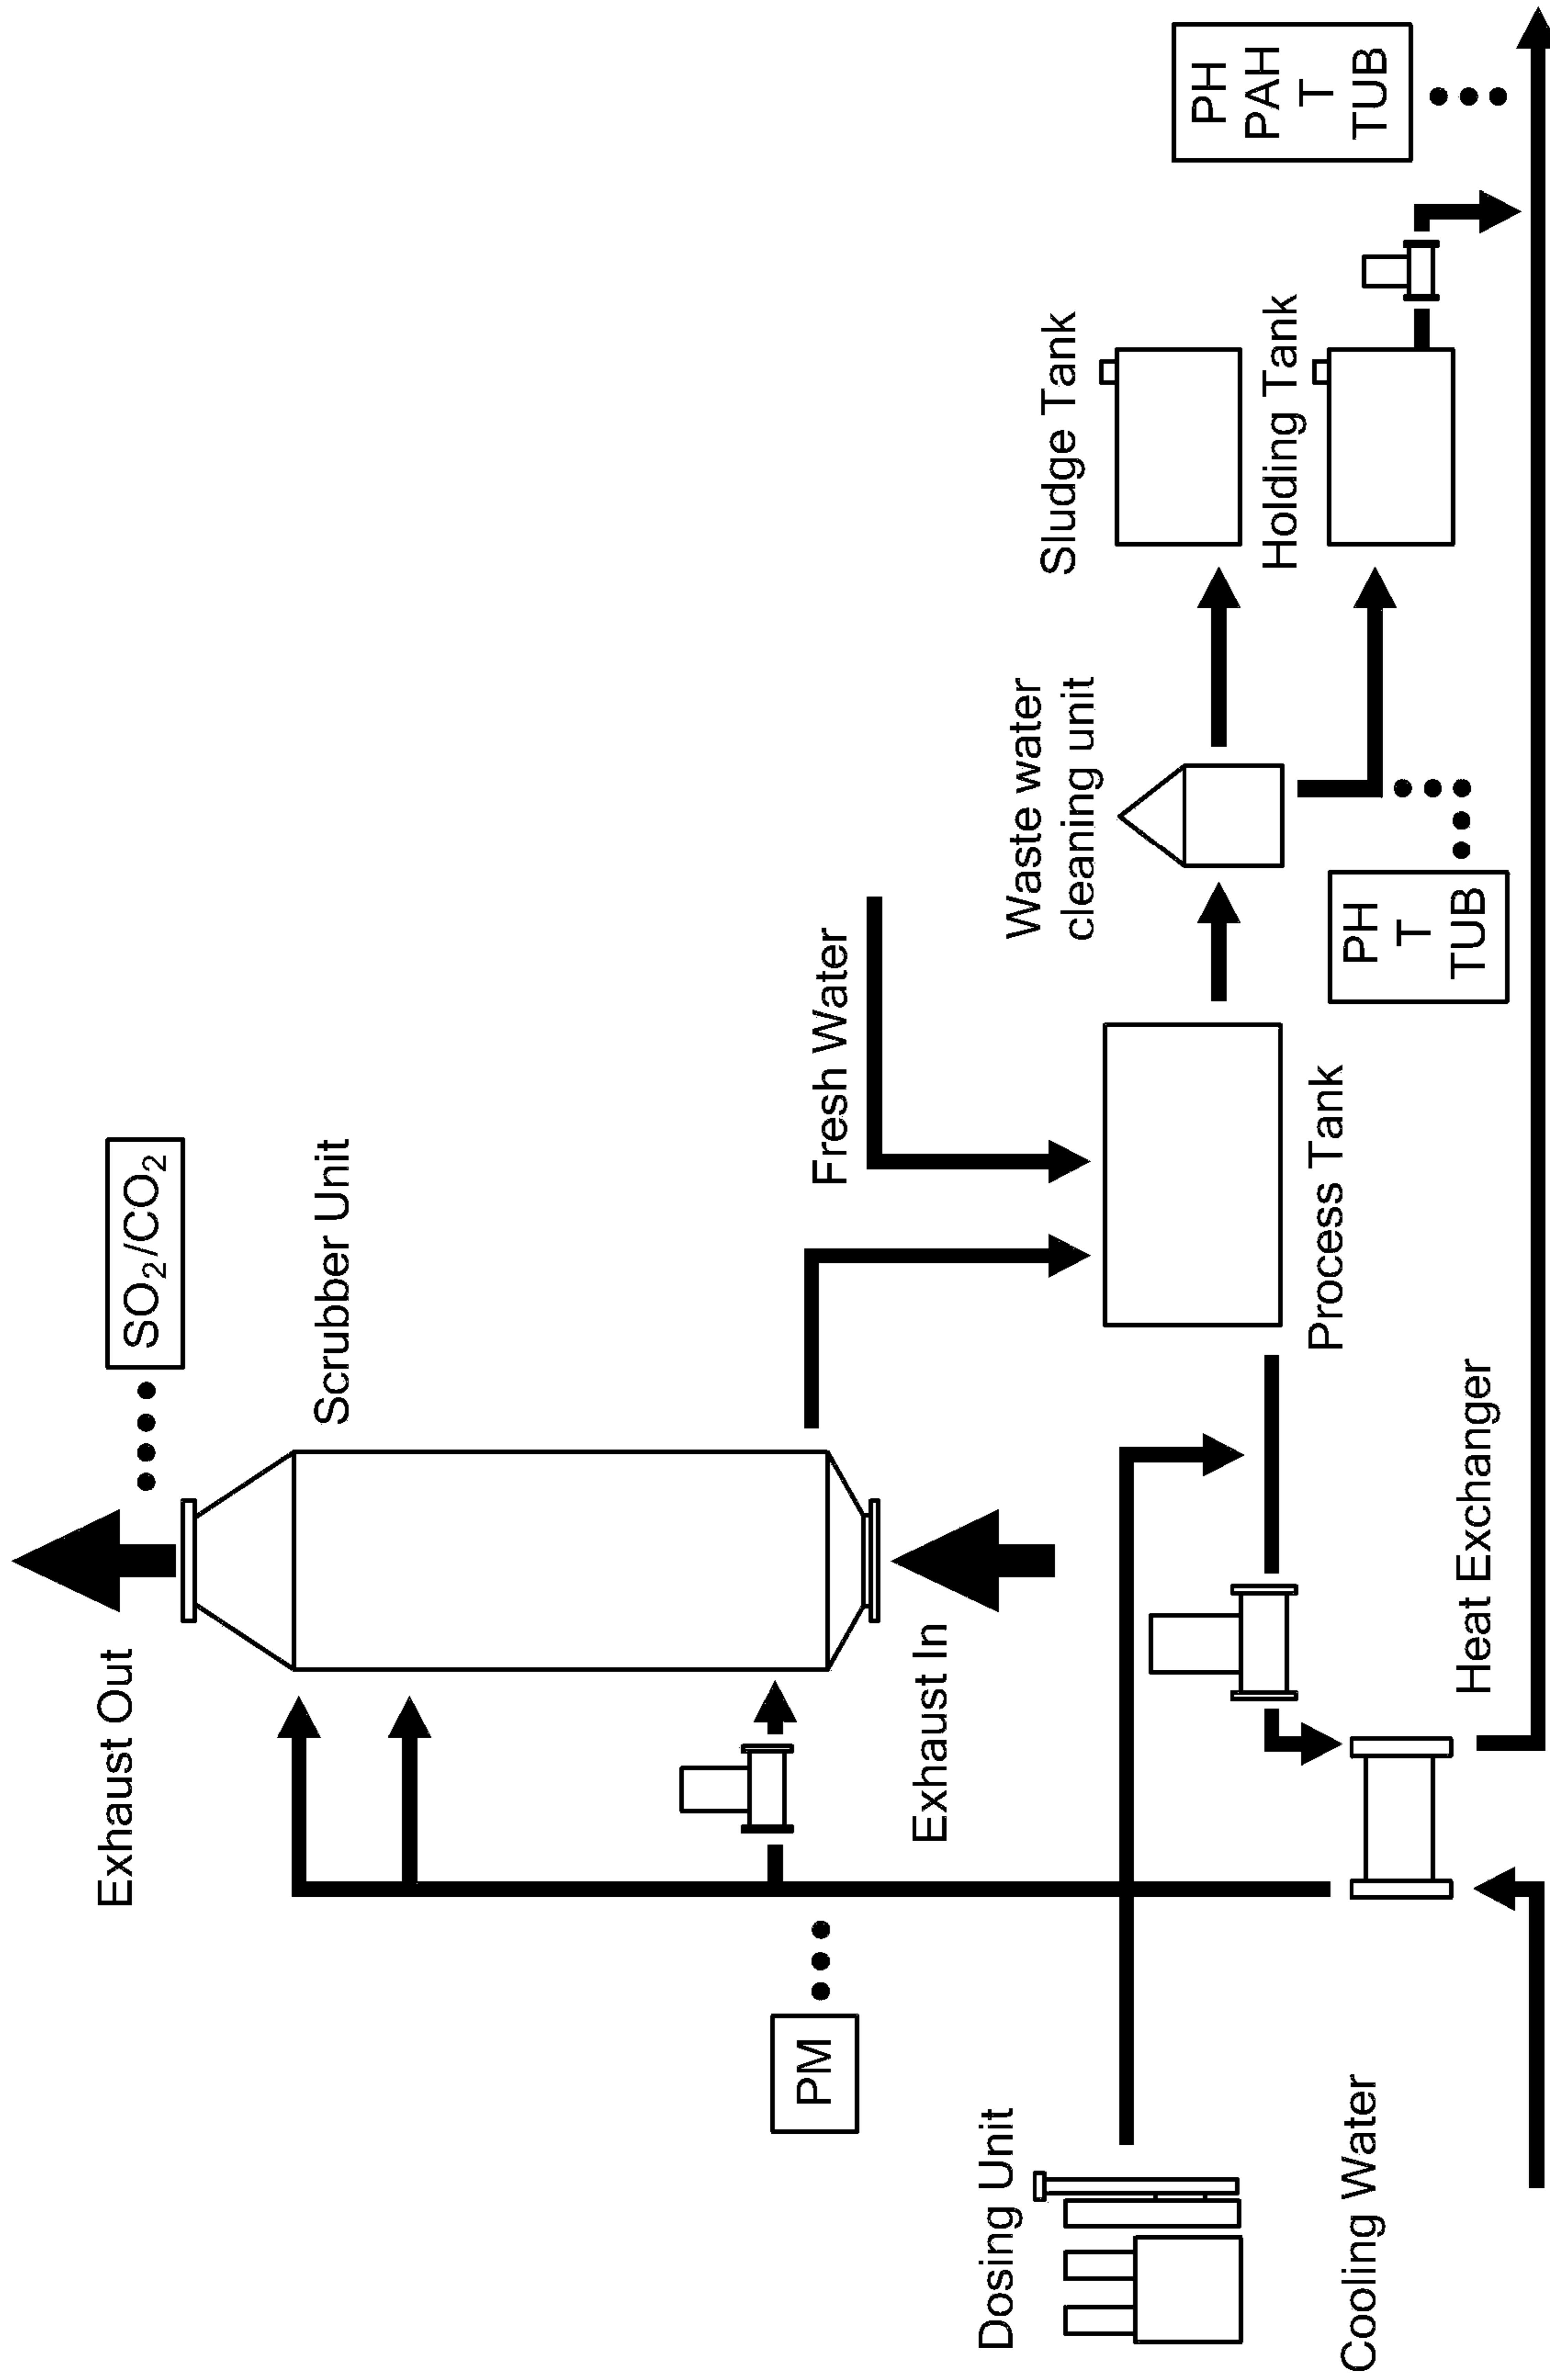 Exhaust Out
SO2/CO2
Scrubber Unit
PM
Exhaust In
Fresh Water
Dosing Unit
Waste water
cleaning unit
Sludge Tank
PH
PAH
T
TUB
Holding Tank
Process Tank
PH
T
TUB
Cooling Water
Heat Exchanger